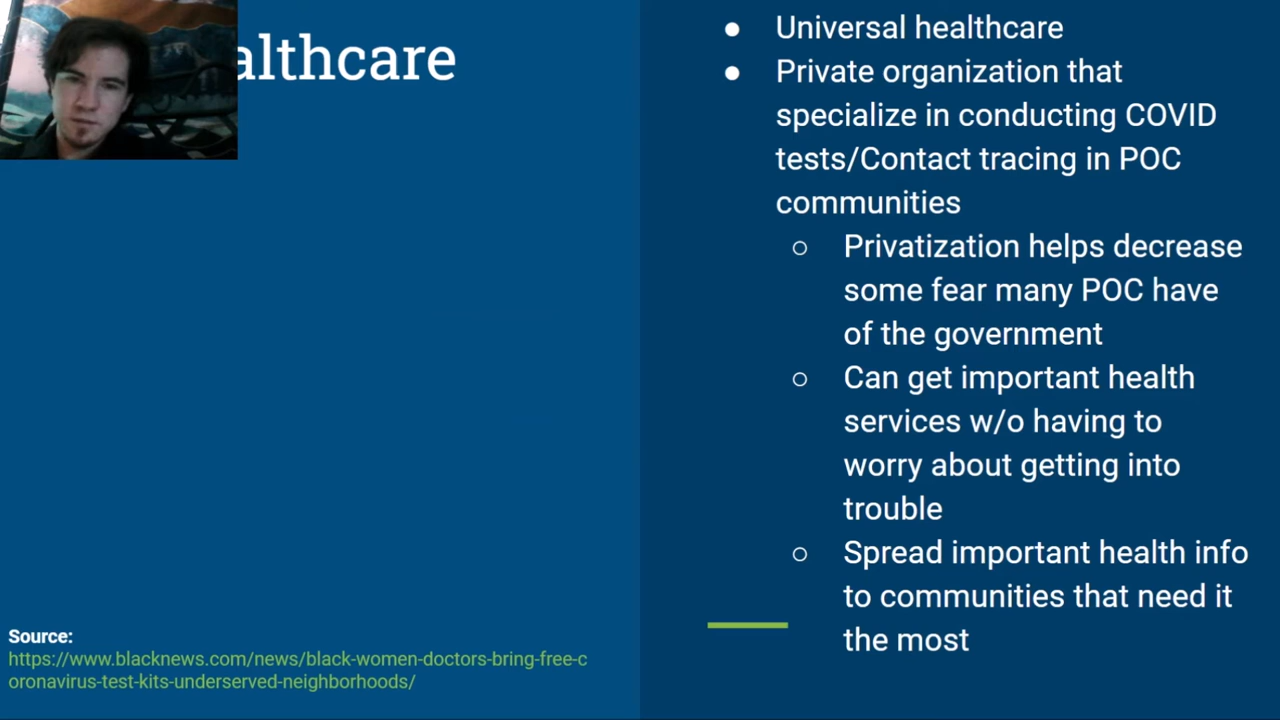 althcare
Universal healthcare
Private organization that
specialize in conducting COVID
tests/Contact tracing in POC
communities
Privatization helps decrease
some fear many POC have
of the government
Can get important health
services w/o having to
worry about getting into
trouble
Spread important health info
to communities that need it
the most
Source:
https://www.blacknews.com/news/black-women-doctors-bring-free-c
oronavirus-test-kits-underserved-neighborhoods/